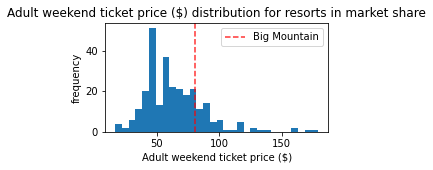 Adult weekend ticket price ($) distribution for resorts in market share
Big Mountain
frequency
40
20
0
50
100
150
Adult weekend ticket price ($)